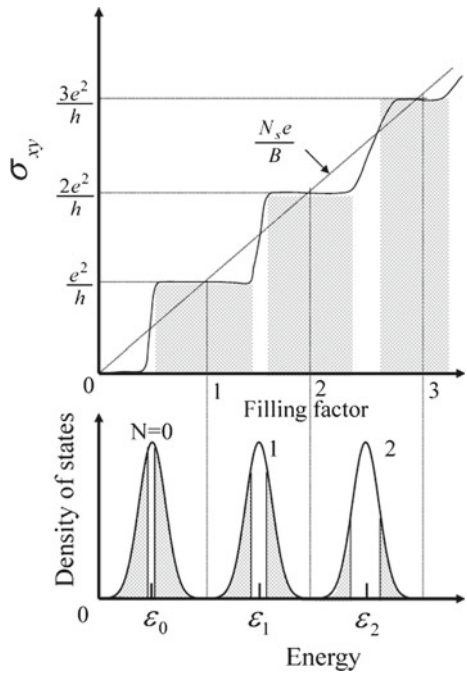 3e²/h
σxy
Nₛe/B
2e²/h
e²/h
0
1
2
3
Filling factor
Density of states
N=0
1
2
0
ε₀
ε₁
ε₂
Energy